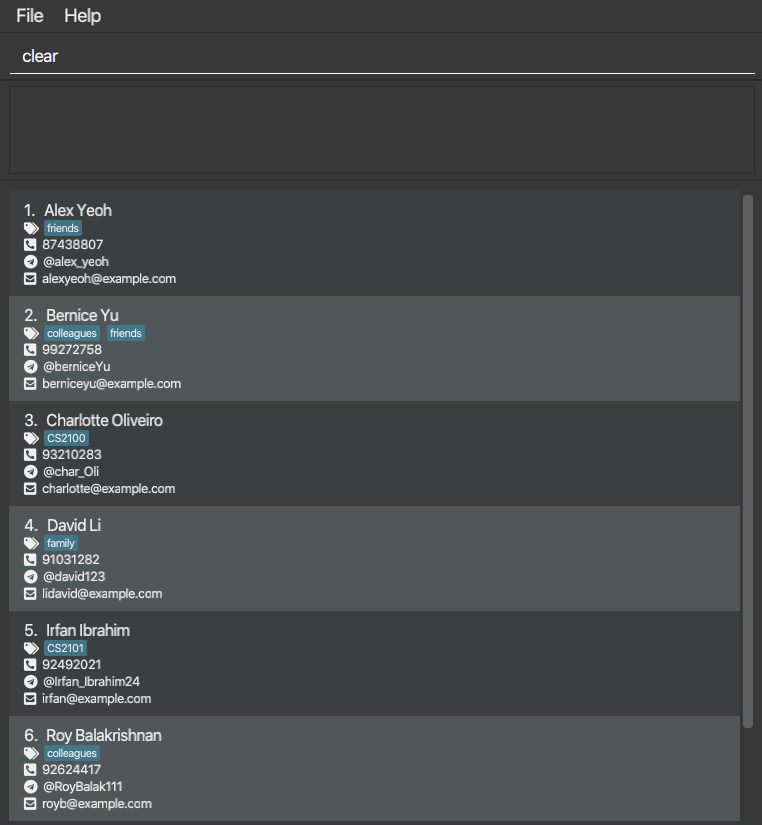 File Help
clear
1. Alex Yeoh
friends
87438807
@alex_yeoh
alexyeoh@example.com
2. Bernice Yu
colleagues friends
99272758
@berniceYu
berniceyu@example.com
3. Charlotte Oliveiro
CS2100
93210283
@char_Oli
charlotte@example.com
4. David Li
family
91031282
@david123
lidavid@example.com
5. Irfan Ibrahim
CS2101
92492021
@Irfan_Ibrahim24
irfan@example.com
6. Roy Balakrishnan
colleagues
92624417
@RoyBalak111
royb@example.com